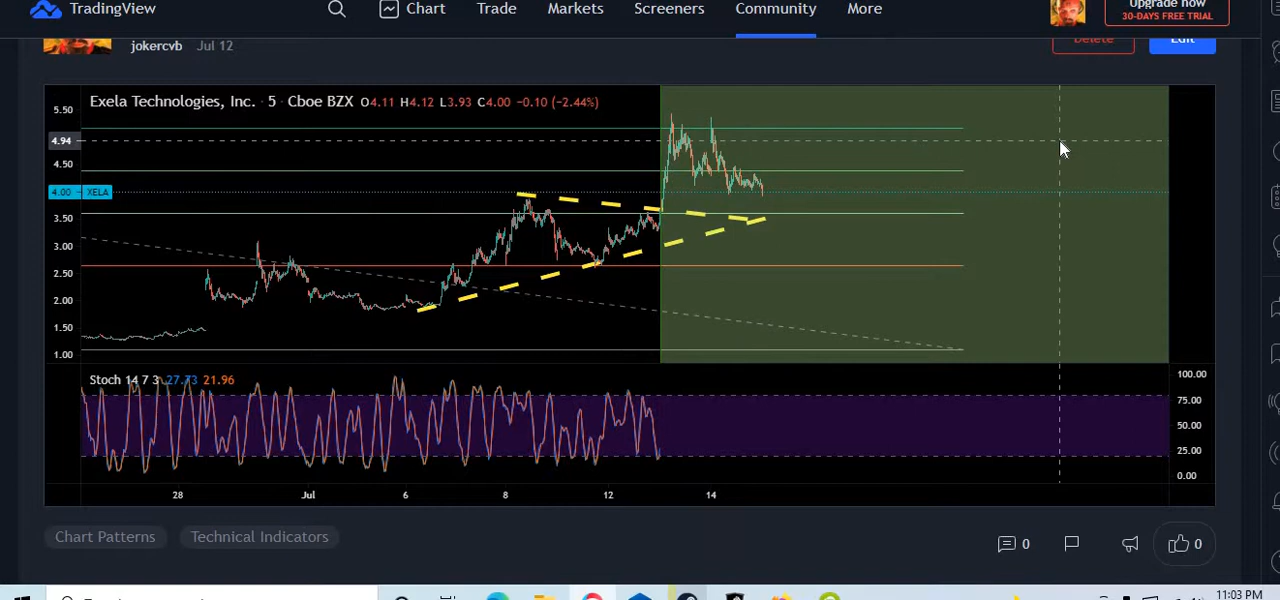 TradingView Chart Trade Markets Screeners Community More Upgrade now
30-DAYS FREE TRIAL
jokercvb Jul 12 Delete Edit
Exela Technologies, Inc. · 5 · Cboe BZX O4.11 H4.12 L3.93 C4.00 −0.10 (−2.44%)
5.50
4.94
4.50
4.00 XELA
3.50
3.00
2.50
2.00
1.50
1.00
Stoch 14 7 3 27.73 21.96
100.00
75.00
50.00
25.00
0.00
28 Jul 6 8 12 14
Chart Patterns Technical Indicators
0 0
11:03 PM